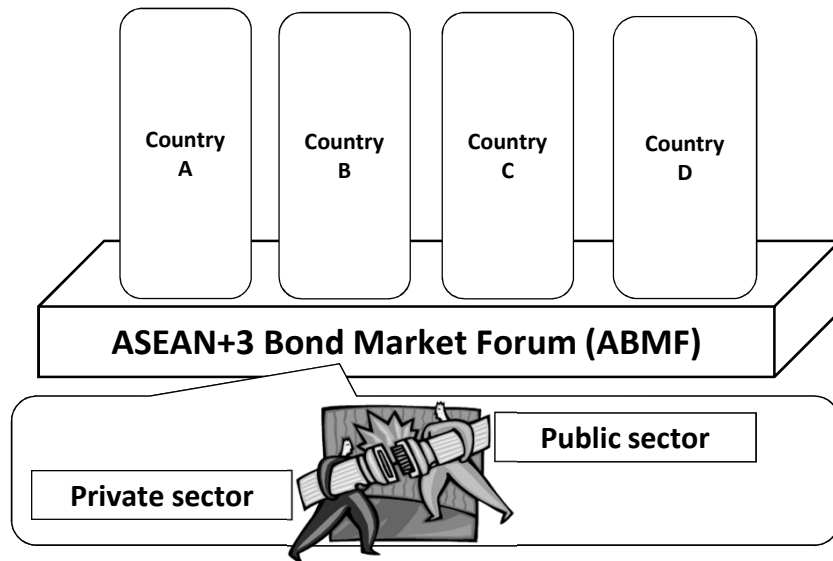 Country
A
Country
B
Country
C
Country
D
ASEAN+3 Bond Market Forum (ABMF)
Public sector
Private sector